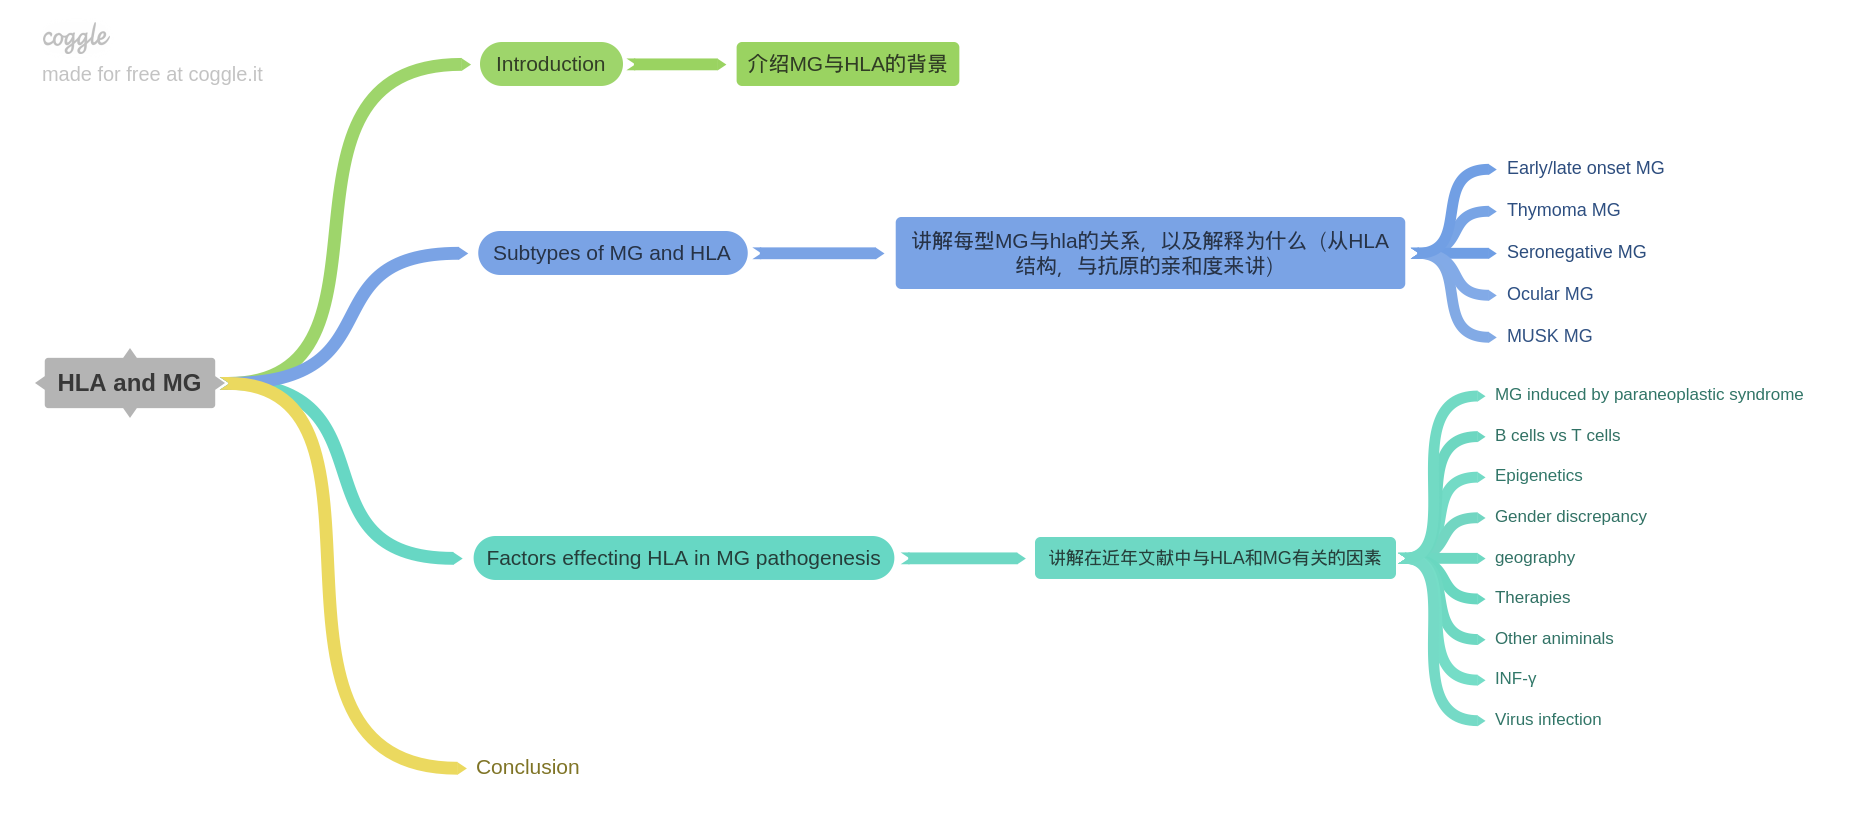 coggle
made for free at coggle.it
HLA and MG
Introduction
介绍MG与HLA的背景
Subtypes of MG and HLA
讲解每型MG与hla的关系，以及解释为什么（从HLA
结构，与抗原的亲和度来讲）
Early/late onset MG
Thymoma MG
Seronegative MG
Ocular MG
MUSK MG
Factors effecting HLA in MG pathogenesis
讲解在近年文献中与HLA和MG有关的因素
MG induced by paraneoplastic syndrome
B cells vs T cells
Epigenetics
Gender discrepancy
geography
Therapies
Other animinals
INF-γ
Virus infection
Conclusion